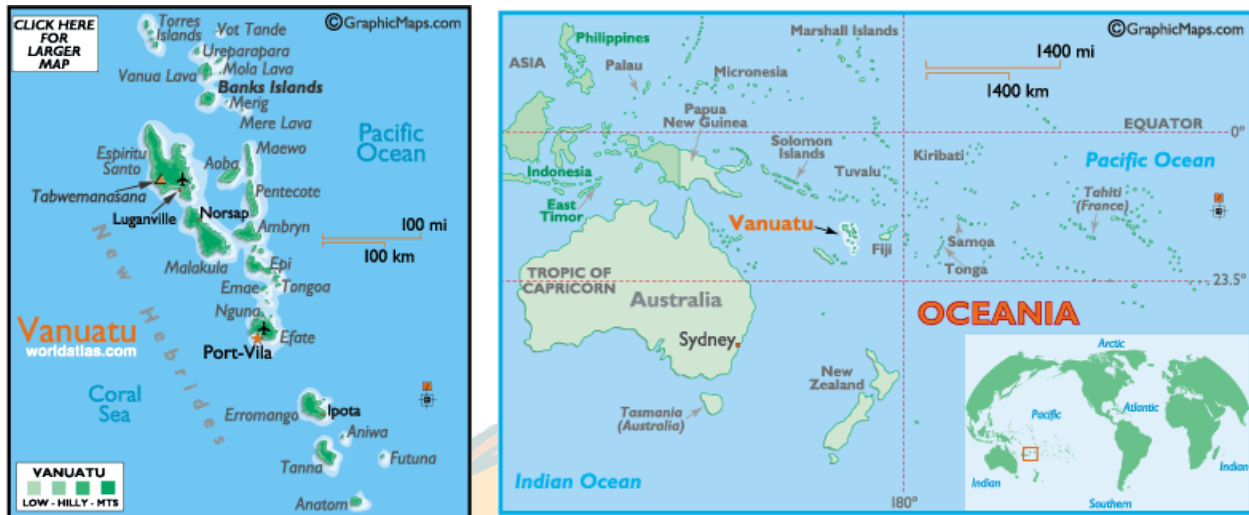 CLICK HERE
FOR
LARGER
MAP
©GraphicMaps.com
Torres
Islands
Vot Tande
Ureparapara
Mola Lava
Vanua Lava
Banks Islands
Merig
Mere Lava
Pacific
Ocean
Espiritu
Santo
Aoba
Maewo
Tabwemanasana
Pentecote
Luganville
Norsap
Ambryn
100 mi
100 km
Malakula
Epi
Tongoa
Emae
Nguna
Efate
Port-Vila
New Hebrides
Vanuatu
worldatlas.com
Coral
Sea
Erromango
Ipota
Aniwa
Tanna
Futuna
Anatom
VANUATU
LOW - HILLY - MTS
©GraphicMaps.com
Philippines
Marshall Islands
1400 mi
1400 km
ASIA
Palau
Micronesia
Papua
New Guinea
EQUATOR
0°
Solomon
Islands
Kiribati
Pacific Ocean
Indonesia
Tuvalu
East
Timor
Tahiti
(France)
Vanuatu
Fiji
Samoa
Tonga
TROPIC OF
CAPRICORN
23.5°
Australia
OCEANIA
Sydney
New
Zealand
Tasmania
(Australia)
Indian Ocean
180°
Arctic
Pacific
Atlantic
Indian
Indian
Southern